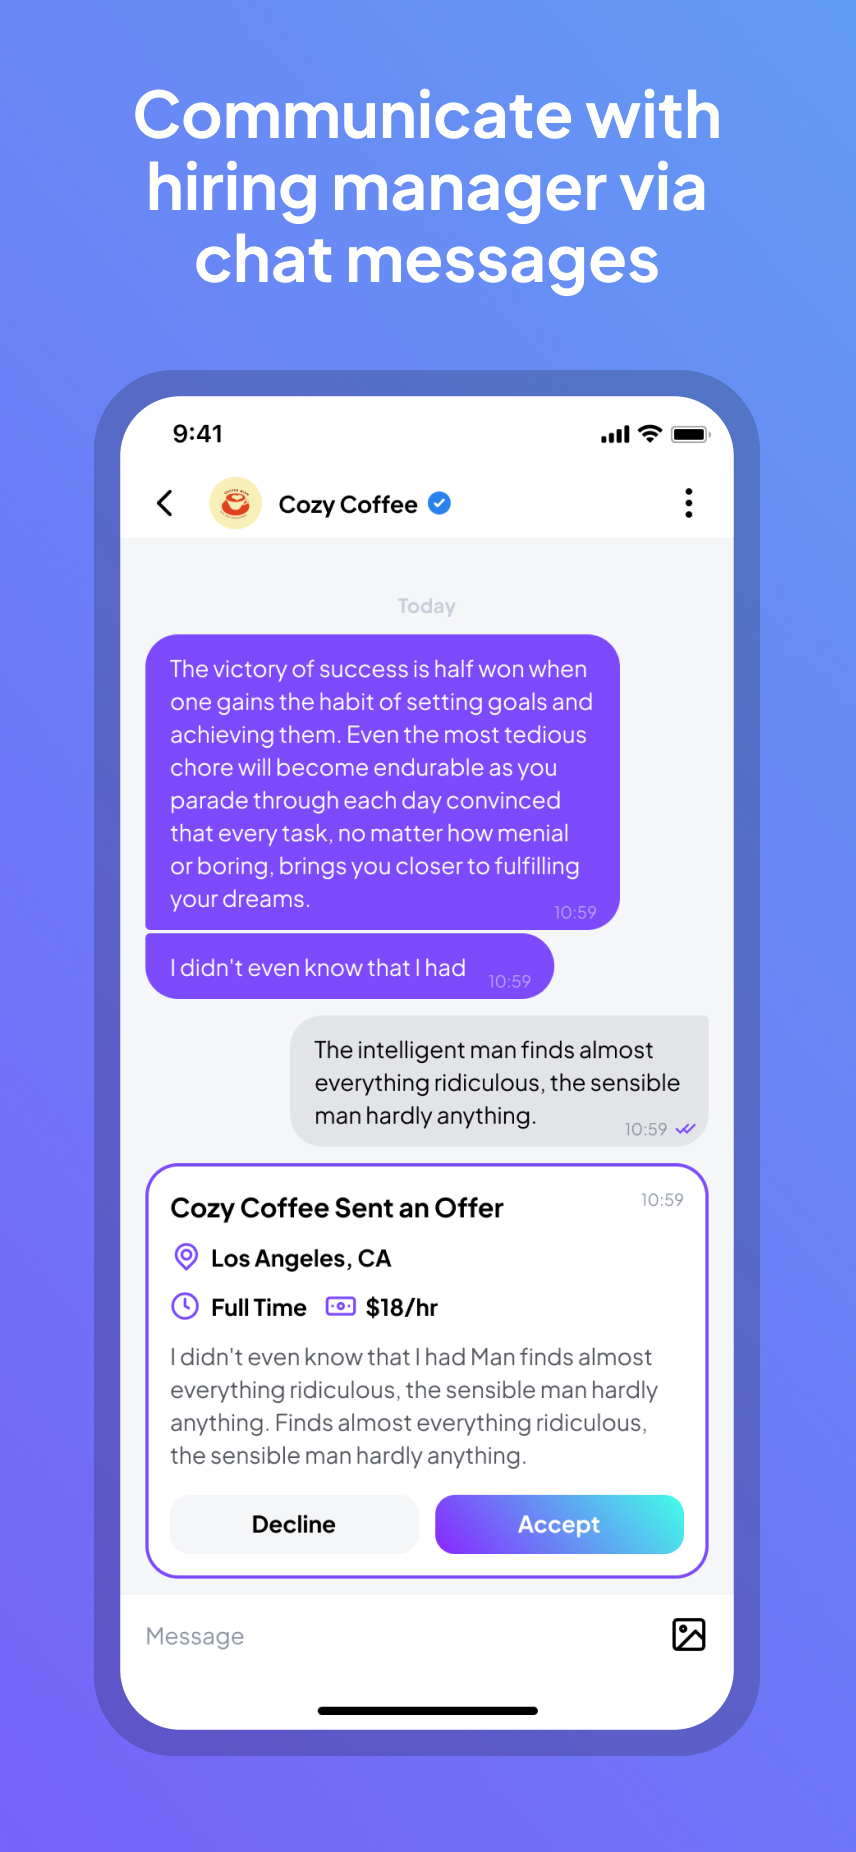 Communicate with
hiring manager via
chat messages
9:41
Cozy Coffee
Today
The victory of success is half won when
one gains the habit of setting goals and
achieving them. Even the most tedious
chore will become endurable as you
parade through each day convinced
that every task, no matter how menial
or boring, brings you closer to fulfilling
your dreams.
10:59
I didn't even know that I had
10:59
The intelligent man finds almost
everything ridiculous, the sensible
man hardly anything.
10:59
Cozy Coffee Sent an Offer
10:59
Los Angeles, CA
Full Time $18/hr
I didn't even know that I had Man finds almost
everything ridiculous, the sensible man hardly
anything. Finds almost everything ridiculous,
the sensible man hardly anything.
Decline Accept
Message